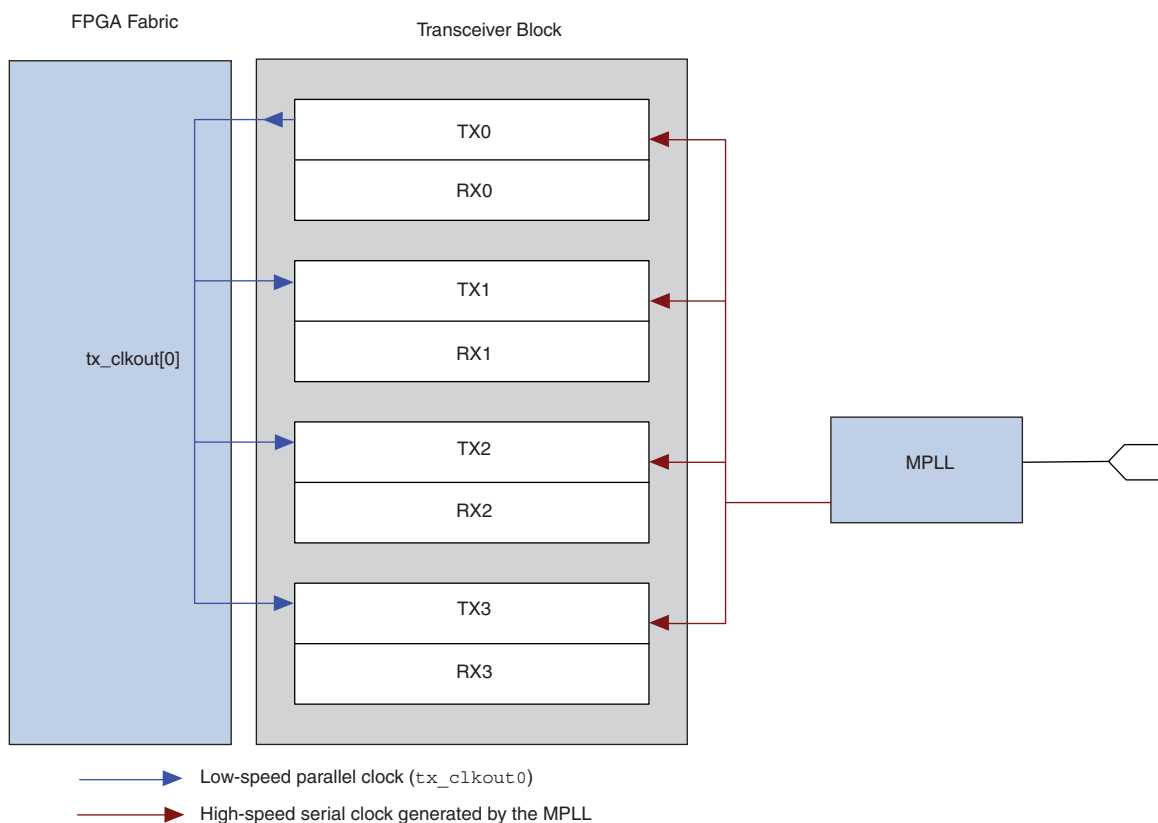 FPGA Fabric
Transceiver Block
TX0
RX0
TX1
RX1
tx_clkout[0]
TX2
RX2
MPLL
TX3
RX3
Low-speed parallel clock (tx_clkout0)
High-speed serial clock generated by the MPLL